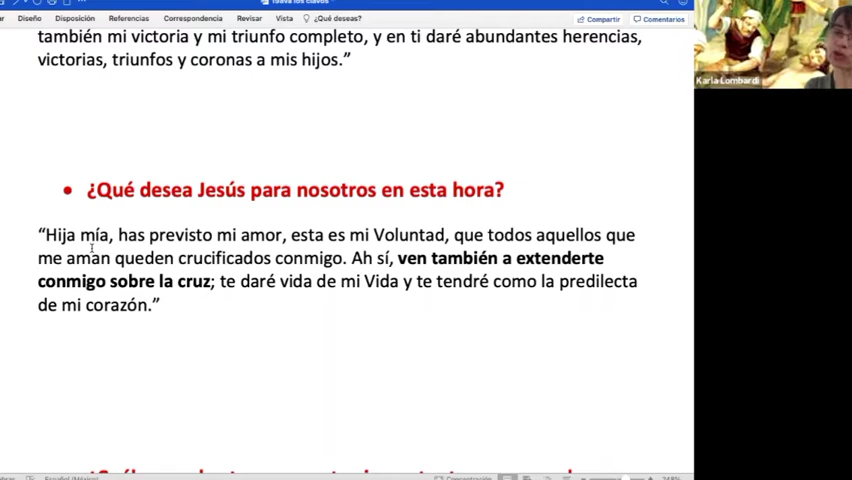 19ava los clavos
Diseño Disposición Referencias Correspondencia Revisar Vista ¿Qué deseas? Compartir Comentarios
también mi victoria y mi triunfo completo, y en ti daré abundantes herencias,
victorias, triunfos y coronas a mis hijos.”
Karla Lombardi
• ¿Qué desea Jesús para nosotros en esta hora?
“Hija mía, has previsto mi amor, esta es mi Voluntad, que todos aquellos que
me aman queden crucificados conmigo. Ah sí, ven también a extenderte
conmigo sobre la cruz; te daré vida de mi Vida y te tendré como la predilecta
de mi corazón.”
Español (México) Concentración